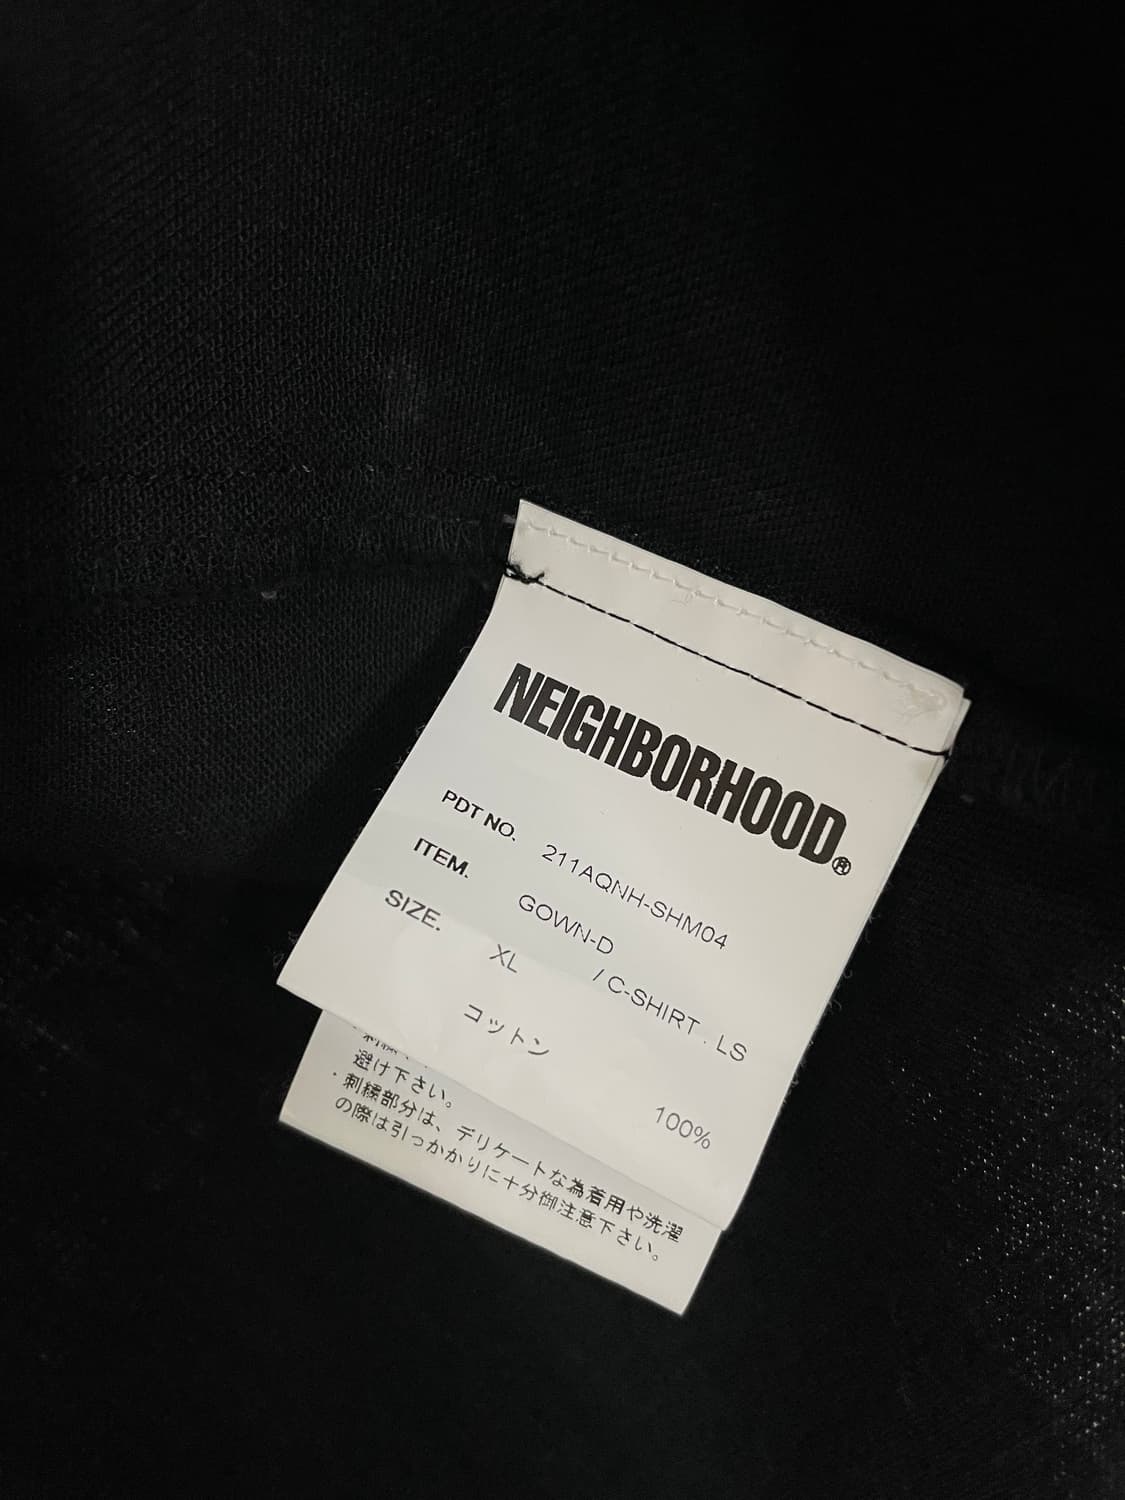 NEIGHBORHOOD®
PDT NO. 211AQNH-SHM04
ITEM. GOWN-D
/ C-SHIRT . LS
SIZE. XL
コットン 100%
避け下さい。
・刺繍部分は、デリケートな為着用や洗濯
の際は引っかかりに十分御注意下さい。